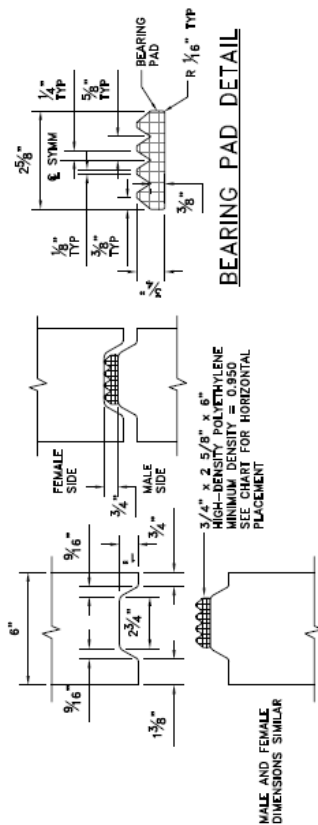 6"
9/16"
9/16"
2 3/4"
3/4"
1 3/8"
MALE AND FEMALE
DIMENSIONS SIMILAR
FEMALE
SIDE
3/4"
MALE
SIDE
3/4" x 2 5/8" x 6"
HIGH-DENSITY POLYETHYLENE
MINIMUM DENSITY = 0.950
SEE CHART FOR HORIZONTAL
PLACEMENT
2 5/8"
℄ SYMM
1/4"
TYP
5/8"
TYP
1/8"
TYP
3/8"
TYP
3/8"
BEARING
PAD
R 1/16" TYP
BEARING PAD DETAIL